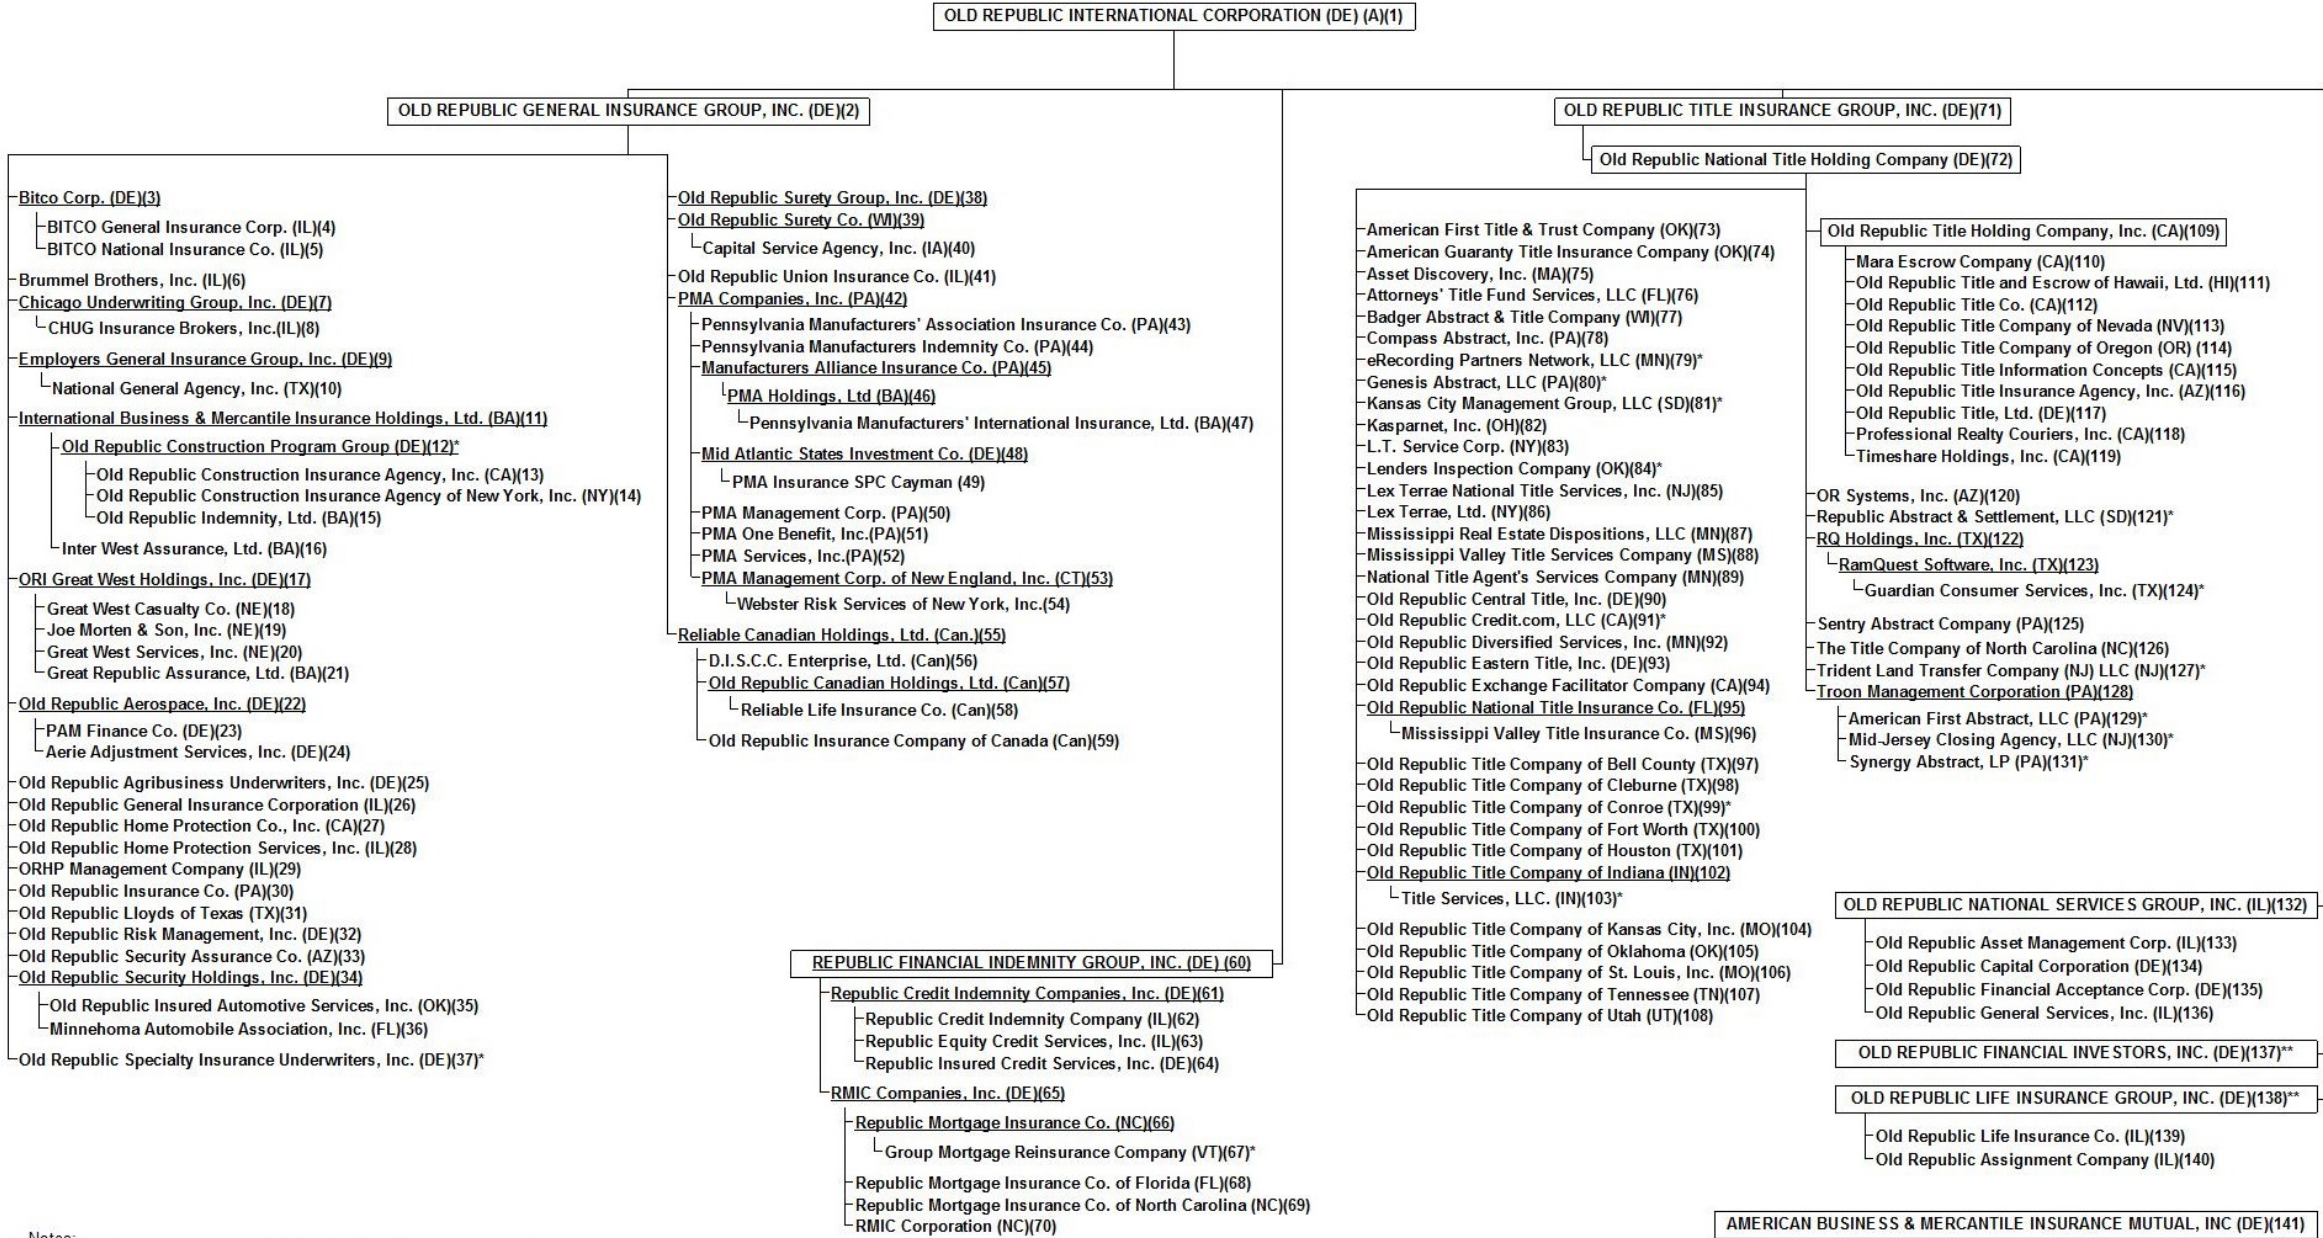 OLD REPUBLIC INTERNATIONAL CORPORATION (DE) (A)(1)
OLD REPUBLIC GENERAL INSURANCE GROUP, INC. (DE)(2)
Bitco Corp. (DE)(3)
BITCO General Insurance Corp. (IL)(4)
BITCO National Insurance Co. (IL)(5)
Brummel Brothers, Inc. (IL)(6)
Chicago Underwriting Group, Inc. (DE)(7)
CHUG Insurance Brokers, Inc.(IL)(8)
Employers General Insurance Group, Inc. (DE)(9)
National General Agency, Inc. (TX)(10)
International Business & Mercantile Insurance Holdings, Ltd. (BA)(11)
Old Republic Construction Program Group (DE)(12)*
Old Republic Construction Insurance Agency, Inc. (CA)(13)
Old Republic Construction Insurance Agency of New York, Inc. (NY)(14)
Old Republic Indemnity, Ltd. (BA)(15)
Inter West Assurance, Ltd. (BA)(16)
ORI Great West Holdings, Inc. (DE)(17)
Great West Casualty Co. (NE)(18)
Joe Morten & Son, Inc. (NE)(19)
Great West Services, Inc. (NE)(20)
Great Republic Assurance, Ltd. (BA)(21)
Old Republic Aerospace, Inc. (DE)(22)
PAM Finance Co. (DE)(23)
Aerie Adjustment Services, Inc. (DE)(24)
Old Republic Agribusiness Underwriters, Inc. (DE)(25)
Old Republic General Insurance Corporation (IL)(26)
Old Republic Home Protection Co., Inc. (CA)(27)
Old Republic Home Protection Services, Inc. (IL)(28)
ORHP Management Company (IL)(29)
Old Republic Insurance Co. (PA)(30)
Old Republic Lloyds of Texas (TX)(31)
Old Republic Risk Management, Inc. (DE)(32)
Old Republic Security Assurance Co. (AZ)(33)
Old Republic Security Holdings, Inc. (DE)(34)
Old Republic Insured Automotive Services, Inc. (OK)(35)
Minnehoma Automobile Association, Inc. (FL)(36)
Old Republic Specialty Insurance Underwriters, Inc. (DE)(37)*
Old Republic Surety Group, Inc. (DE)(38)
Old Republic Surety Co. (WI)(39)
Capital Service Agency, Inc. (IA)(40)
Old Republic Union Insurance Co. (IL)(41)
PMA Companies, Inc. (PA)(42)
Pennsylvania Manufacturers' Association Insurance Co. (PA)(43)
Pennsylvania Manufacturers Indemnity Co. (PA)(44)
Manufacturers Alliance Insurance Co. (PA)(45)
PMA Holdings, Ltd (BA)(46)
Pennsylvania Manufacturers' International Insurance, Ltd. (BA)(47)
Mid Atlantic States Investment Co. (DE)(48)
PMA Insurance SPC Cayman (49)
PMA Management Corp. (PA)(50)
PMA One Benefit, Inc.(PA)(51)
PMA Services, Inc.(PA)(52)
PMA Management Corp. of New England, Inc. (CT)(53)
Webster Risk Services of New York, Inc.(54)
Reliable Canadian Holdings, Ltd. (Can.)(55)
D.I.S.C.C. Enterprise, Ltd. (Can)(56)
Old Republic Canadian Holdings, Ltd. (Can)(57)
Reliable Life Insurance Co. (Can)(58)
Old Republic Insurance Company of Canada (Can)(59)
REPUBLIC FINANCIAL INDEMNITY GROUP, INC. (DE) (60)
Republic Credit Indemnity Companies, Inc. (DE)(61)
Republic Credit Indemnity Company (IL)(62)
Republic Equity Credit Services, Inc. (IL)(63)
Republic Insured Credit Services, Inc. (DE)(64)
RMIC Companies, Inc. (DE)(65)
Republic Mortgage Insurance Co. (NC)(66)
Group Mortgage Reinsurance Company (VT)(67)*
Republic Mortgage Insurance Co. of Florida (FL)(68)
Republic Mortgage Insurance Co. of North Carolina (NC)(69)
RMIC Corporation (NC)(70)
OLD REPUBLIC TITLE INSURANCE GROUP, INC. (DE)(71)
Old Republic National Title Holding Company (DE)(72)
American First Title & Trust Company (OK)(73)
American Guaranty Title Insurance Company (OK)(74)
Asset Discovery, Inc. (MA)(75)
Attorneys' Title Fund Services, LLC (FL)(76)
Badger Abstract & Title Company (WI)(77)
Compass Abstract, Inc. (PA)(78)
eRecording Partners Network, LLC (MN)(79)*
Genesis Abstract, LLC (PA)(80)*
Kansas City Management Group, LLC (SD)(81)*
Kasparnet, Inc. (OH)(82)
L.T. Service Corp. (NY)(83)
Lenders Inspection Company (OK)(84)*
Lex Terrae National Title Services, Inc. (NJ)(85)
Lex Terrae, Ltd. (NY)(86)
Mississippi Real Estate Dispositions, LLC (MN)(87)
Mississippi Valley Title Services Company (MS)(88)
National Title Agent's Services Company (MN)(89)
Old Republic Central Title, Inc. (DE)(90)
Old Republic Credit.com, LLC (CA)(91)*
Old Republic Diversified Services, Inc. (MN)(92)
Old Republic Eastern Title, Inc. (DE)(93)
Old Republic Exchange Facilitator Company (CA)(94)
Old Republic National Title Insurance Co. (FL)(95)
Mississippi Valley Title Insurance Co. (MS)(96)
Old Republic Title Company of Bell County (TX)(97)
Old Republic Title Company of Cleburne (TX)(98)
Old Republic Title Company of Conroe (TX)(99)*
Old Republic Title Company of Fort Worth (TX)(100)
Old Republic Title Company of Houston (TX)(101)
Old Republic Title Company of Indiana (IN)(102)
Title Services, LLC. (IN)(103)*
Old Republic Title Company of Kansas City, Inc. (MO)(104)
Old Republic Title Company of Oklahoma (OK)(105)
Old Republic Title Company of St. Louis, Inc. (MO)(106)
Old Republic Title Company of Tennessee (TN)(107)
Old Republic Title Company of Utah (UT)(108)
Old Republic Title Holding Company, Inc. (CA)(109)
Mara Escrow Company (CA)(110)
Old Republic Title and Escrow of Hawaii, Ltd. (HI)(111)
Old Republic Title Co. (CA)(112)
Old Republic Title Company of Nevada (NV)(113)
Old Republic Title Company of Oregon (OR) (114)
Old Republic Title Information Concepts (CA)(115)
Old Republic Title Insurance Agency, Inc. (AZ)(116)
Old Republic Title, Ltd. (DE)(117)
Professional Realty Couriers, Inc. (CA)(118)
Timeshare Holdings, Inc. (CA)(119)
OR Systems, Inc. (AZ)(120)
Republic Abstract & Settlement, LLC (SD)(121)*
RQ Holdings, Inc. (TX)(122)
RamQuest Software, Inc. (TX)(123)
Guardian Consumer Services, Inc. (TX)(124)*
Sentry Abstract Company (PA)(125)
The Title Company of North Carolina (NC)(126)
Trident Land Transfer Company (NJ) LLC (NJ)(127)*
Troon Management Corporation (PA)(128)
American First Abstract, LLC (PA)(129)*
Mid-Jersey Closing Agency, LLC (NJ)(130)*
Synergy Abstract, LP (PA)(131)*
OLD REPUBLIC NATIONAL SERVICES GROUP, INC. (IL)(132)
Old Republic Asset Management Corp. (IL)(133)
Old Republic Capital Corporation (DE)(134)
Old Republic Financial Acceptance Corp. (DE)(135)
Old Republic General Services, Inc. (IL)(136)
OLD REPUBLIC FINANCIAL INVESTORS, INC. (DE)(137)**
OLD REPUBLIC LIFE INSURANCE GROUP, INC. (DE)(138)**
Old Republic Life Insurance Co. (IL)(139)
Old Republic Assignment Company (IL)(140)
AMERICAN BUSINESS & MERCANTILE INSURANCE MUTUAL, INC (DE)(141)
Notes: